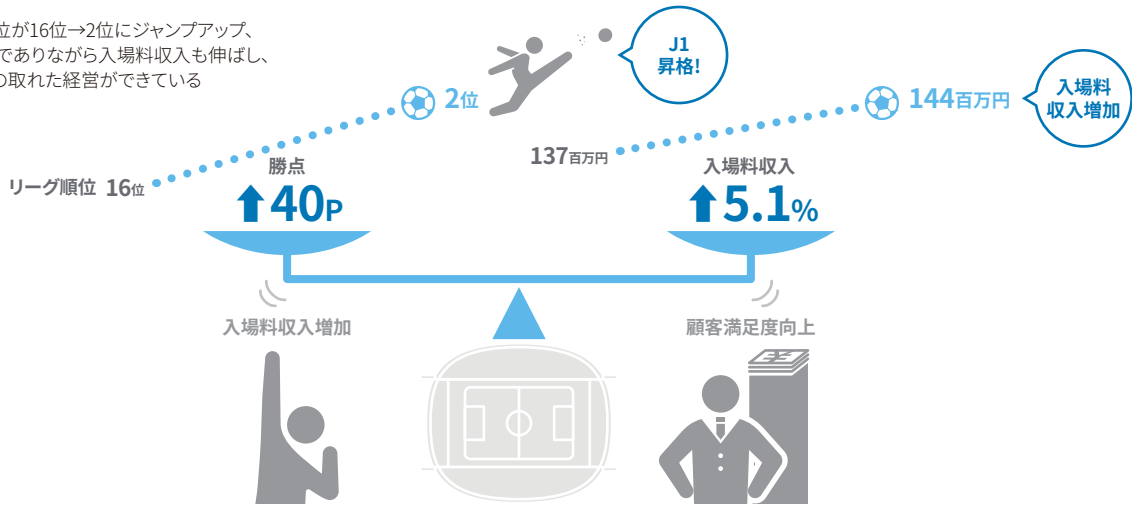 位が16位→2位にジャンプアップ、
でありながら入場料収入も伸ばし、
の取れた経営ができている
J1
昇格!
2位
144百万円
入場料
収入増加
137百万円
リーグ順位 16位
勝点
40P
入場料収入
5.1%
入場料収入増加
顧客満足度向上